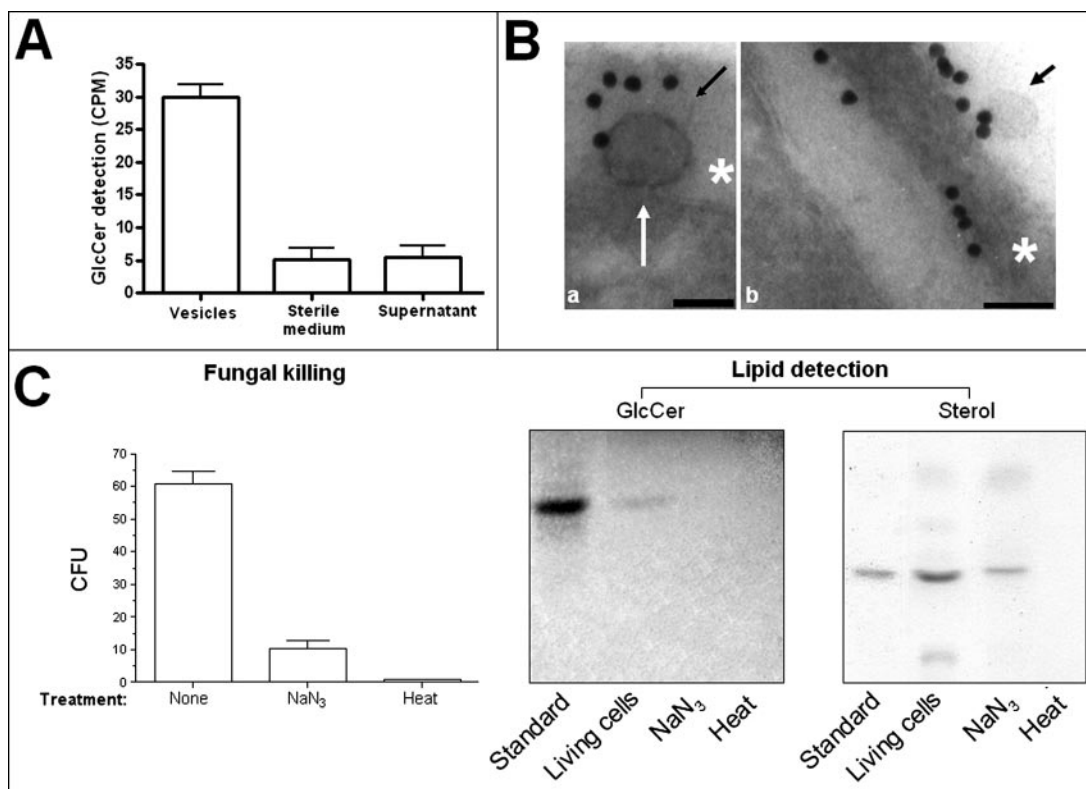 A
GlcCer detection (CPM)
35
30
25
20
15
10
5
0
Vesicles
Sterile medium
Supernatant
B
*
a
*
b
C
Fungal killing
CFU
70
60
50
40
30
20
10
0
Treatment: None NaN₃ Heat
Lipid detection
GlcCer
Sterol
Standard
Living cells
NaN₃
Heat
Standard
Living cells
NaN₃
Heat